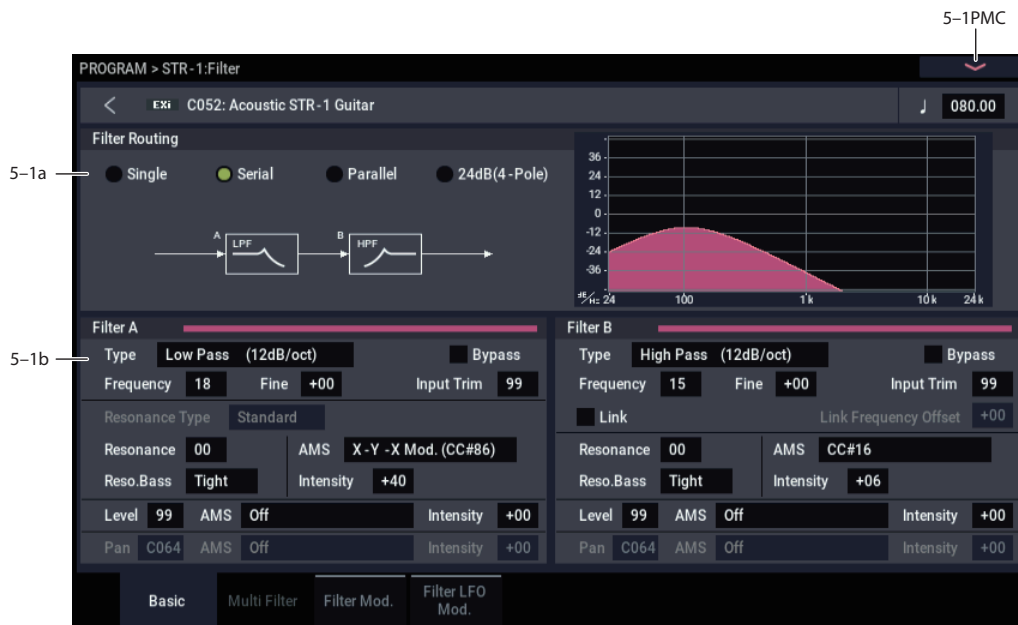 5–1PMC
PROGRAM > STR-1:Filter
EXi C052: Acoustic STR-1 Guitar
♩ 080.00
Filter Routing
5–1a
Single Serial Parallel 24dB(4-Pole)
A LPF B HPF
36
24
12
0
-12
-24
-36
dB/Hz 24 100 1k 10k 24k
Filter A
5–1b
Type Low Pass (12dB/oct) Bypass
Frequency 18 Fine +00 Input Trim 99
Resonance Type Standard
Resonance 00 AMS X-Y -X Mod. (CC#86)
Reso.Bass Tight Intensity +40
Level 99 AMS Off Intensity +00
Pan C064 AMS Off Intensity +00
Filter B
Type High Pass (12dB/oct) Bypass
Frequency 15 Fine +00 Input Trim 99
Link Link Frequency Offset +00
Resonance 00 AMS CC#16
Reso.Bass Tight Intensity +06
Level 99 AMS Off Intensity +00
Pan C064 AMS Off Intensity +00
Basic Multi Filter Filter Mod. Filter LFO
Mod.